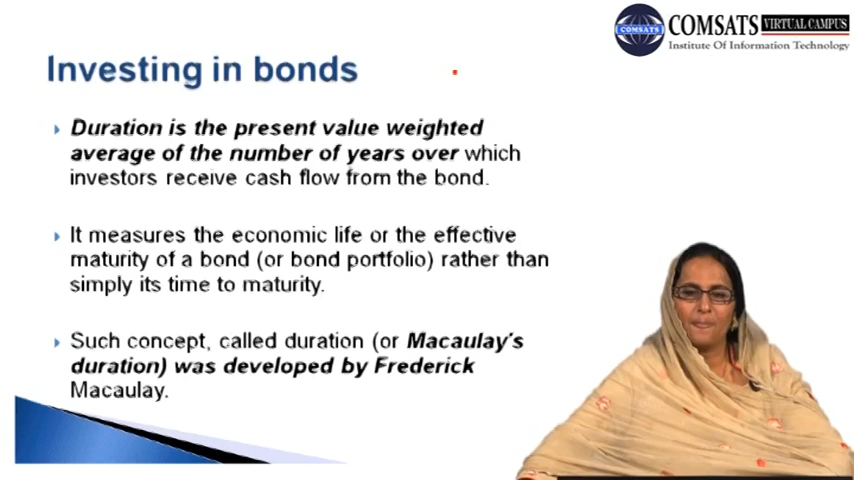 COMSATS VIRTUAL CAMPUS
Institute Of Information Technology
COMSATS
Investing in bonds
Duration is the present value weighted
average of the number of years over which
investors receive cash flow from the bond.
It measures the economic life or the effective
maturity of a bond (or bond portfolio) rather than
simply its time to maturity.
Such concept, called duration (or Macaulay's
duration) was developed by Frederick
Macaulay.